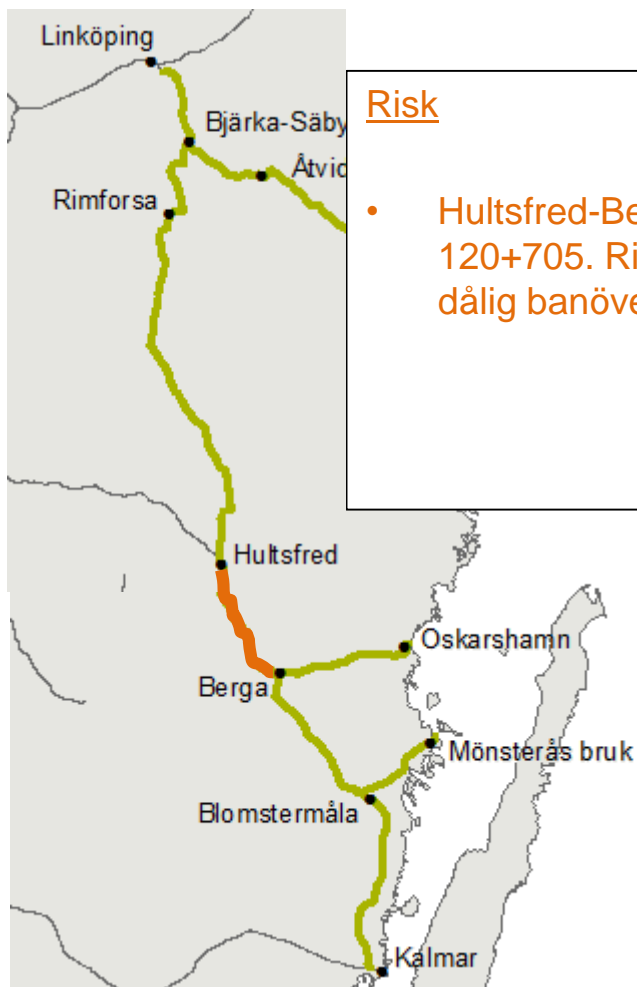 Linköping
Risk
Bjärka-Säby
Åtvid
Rimforsa
• Hultsfred-Be
120+705. Ri
dålig banöve
Hultsfred
Oskarshamn
Berga
Mönsterås bruk
Blomstermåla
Kalmar